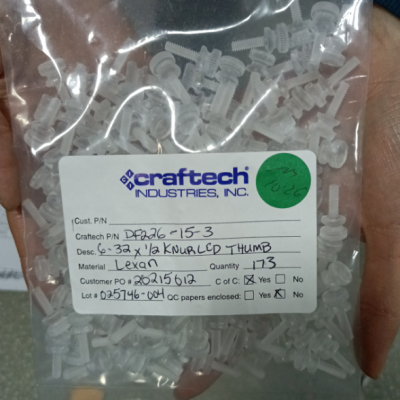 craftech
INDUSTRIES, INC.
Cust. P/N
Craftech P/N DF226-15-3
Desc. 6-32 x 1/2 KNURLED THUMB
Material Lexan Quantity 173
Customer PO # 20215012 C of C: Yes No
Lot # 025746-004 QC papers enclosed: Yes No